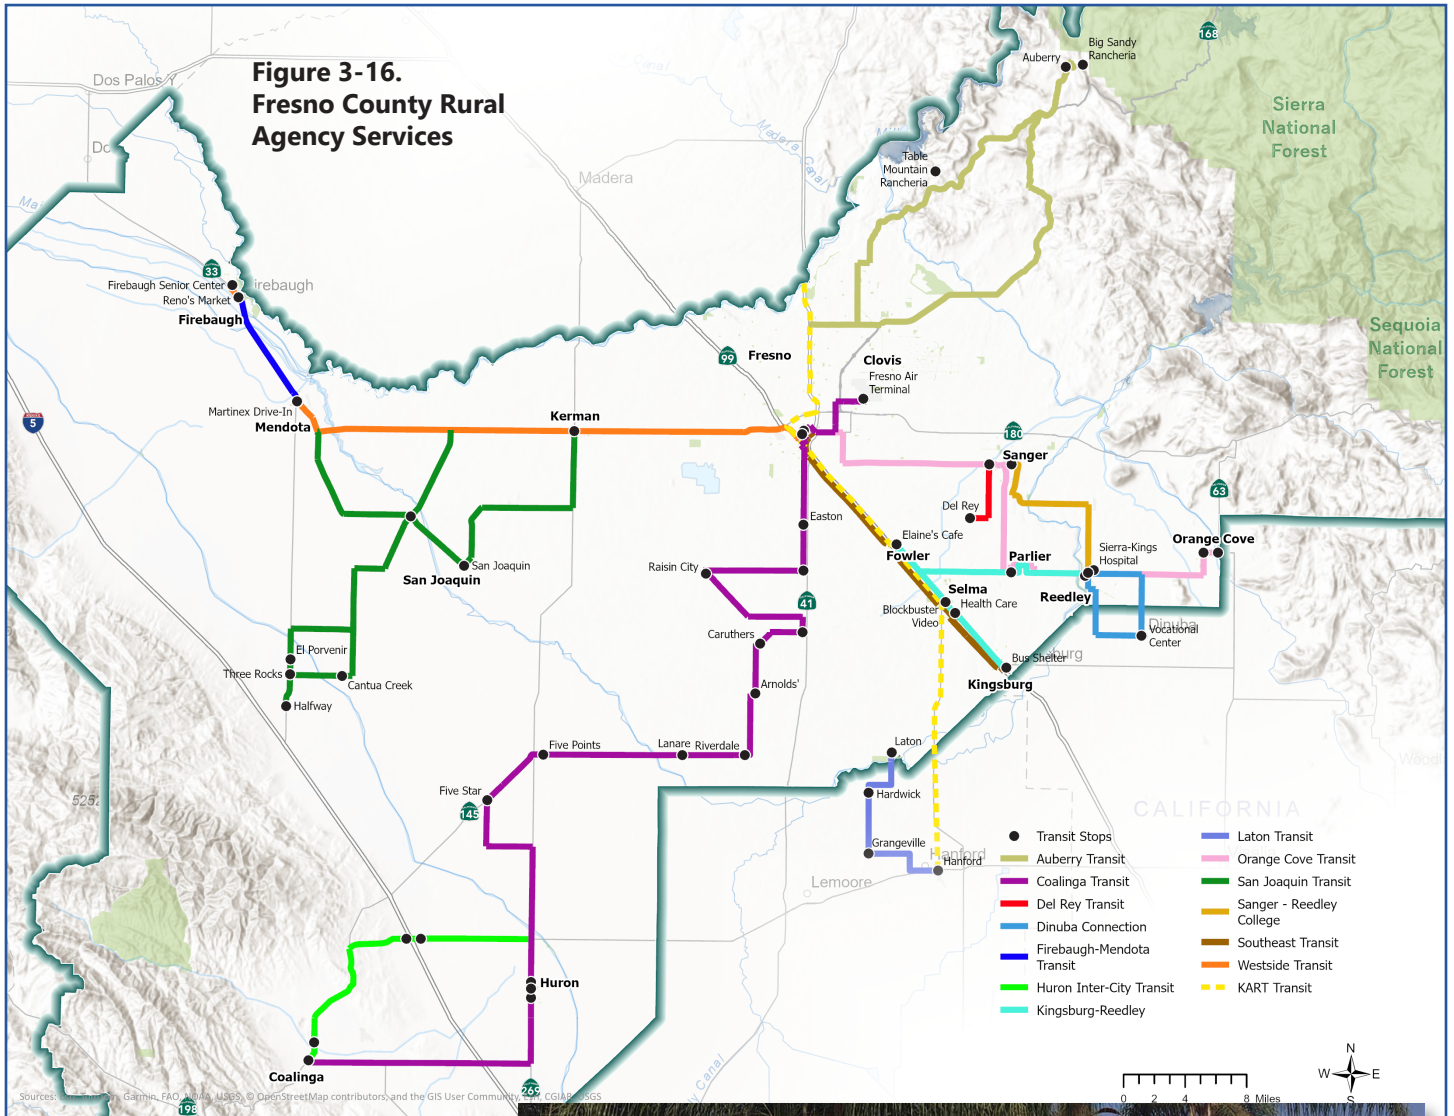 Figure 3-16.
Fresno County Rural
Agency Services
168
Big Sandy
Rancheria
Auberry
Sierra
National
Forest
Dos Palos Y
Madera Canal
Table
Mountain
Rancheria
Madera
33
Firebaugh Senior Center
irebaugh
Reno's Market
Firebaugh
Sequoia
National
Forest
99
Fresno
Clovis
Fresno Air
Terminal
5
Martinex Drive-In
Mendota
Kerman
180
Sanger
63
Del Rey
Easton
Elaine's Cafe
Fowler
Parlier
Sierra-Kings
Hospital
Orange Cove
Raisin City
San Joaquin
San Joaquin
Selma
Health Care
Reedley
41
Blockbuster
Video
Dinuba
Vocational
Center
Caruthers
El Porvenir
Three Rocks
Cantua Creek
Bus Shelter
sburg
Kingsburg
Arnolds'
Halfway
Five Points
Lanare
Riverdale
Laton
Five Star
145
Hardwick
CALIFORNIA
Grangeville
Hanford
Hanford
Lemoore
Transit Stops
Auberry Transit
Coalinga Transit
Del Rey Transit
Dinuba Connection
Firebaugh-Mendota
Transit
Huron Inter-City Transit
Kingsburg-Reedley
Laton Transit
Orange Cove Transit
San Joaquin Transit
Sanger - Reedley
College
Southeast Transit
Westside Transit
KART Transit
Huron
Coalinga
269
198
N
W E
S
0 2 4 8 Miles